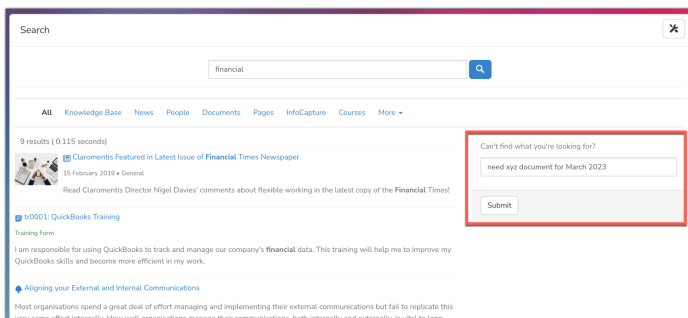 Search
financial
All Knowledge Base News People Documents Pages InfoCapture Courses More
9 results ( 0.115 seconds)
Claromentis Featured in Latest Issue of Financial Times Newspaper
15 February 2019 • General
Read Claromentis Director Nigel Davies' comments about flexible working in the latest copy of the Financial Times!
tr0001: QuickBooks Training
Training Form
I am responsible for using QuickBooks to track and manage our company's financial data. This training will help me to improve my
QuickBooks skills and become more efficient in my work.
Aligning your External and Internal Communications
Most organisations spend a great deal of effort managing and implementing their external communications but fail to replicate this
Can't find what you're looking for?
need xyz document for March 2023
Submit